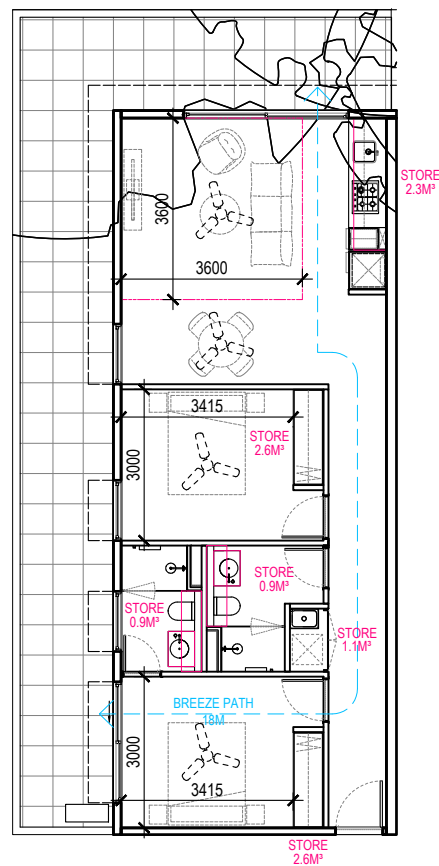 STORE
2.3M³
3600
3600
3415
STORE
2.6M³
3000
STORE
0.9M³
STORE
0.9M³
STORE
1.1M³
BREEZE PATH
18M
3000
3415
STORE
2.6M³